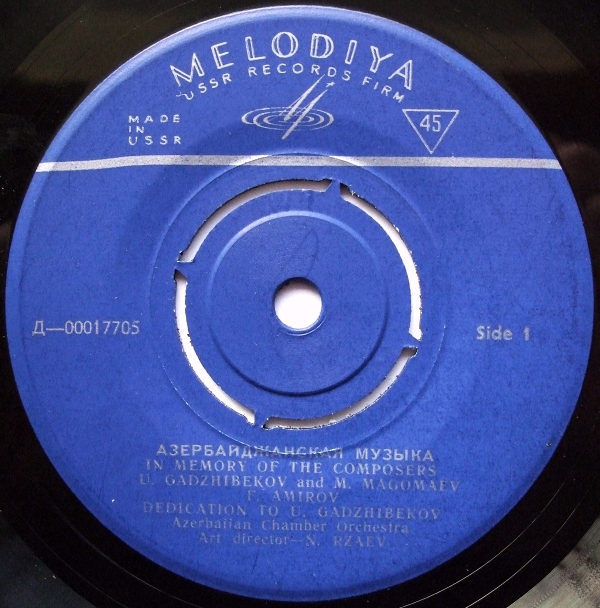 MELODIYA
USSR RECORDS FIRM
MADE
IN
USSR
45
Д—00017705
Side 1
АЗЕРБАЙДЖАНСКАЯ МУЗЫКА
IN MEMORY OF THE COMPOSERS
U. GADZHIBEKOV and M. MAGOMAEV
F. AMIROV
DEDICATION TO U. GADZHIBEKOV
Azerbaijan Chamber Orchestra
Art director—N. RZAEV